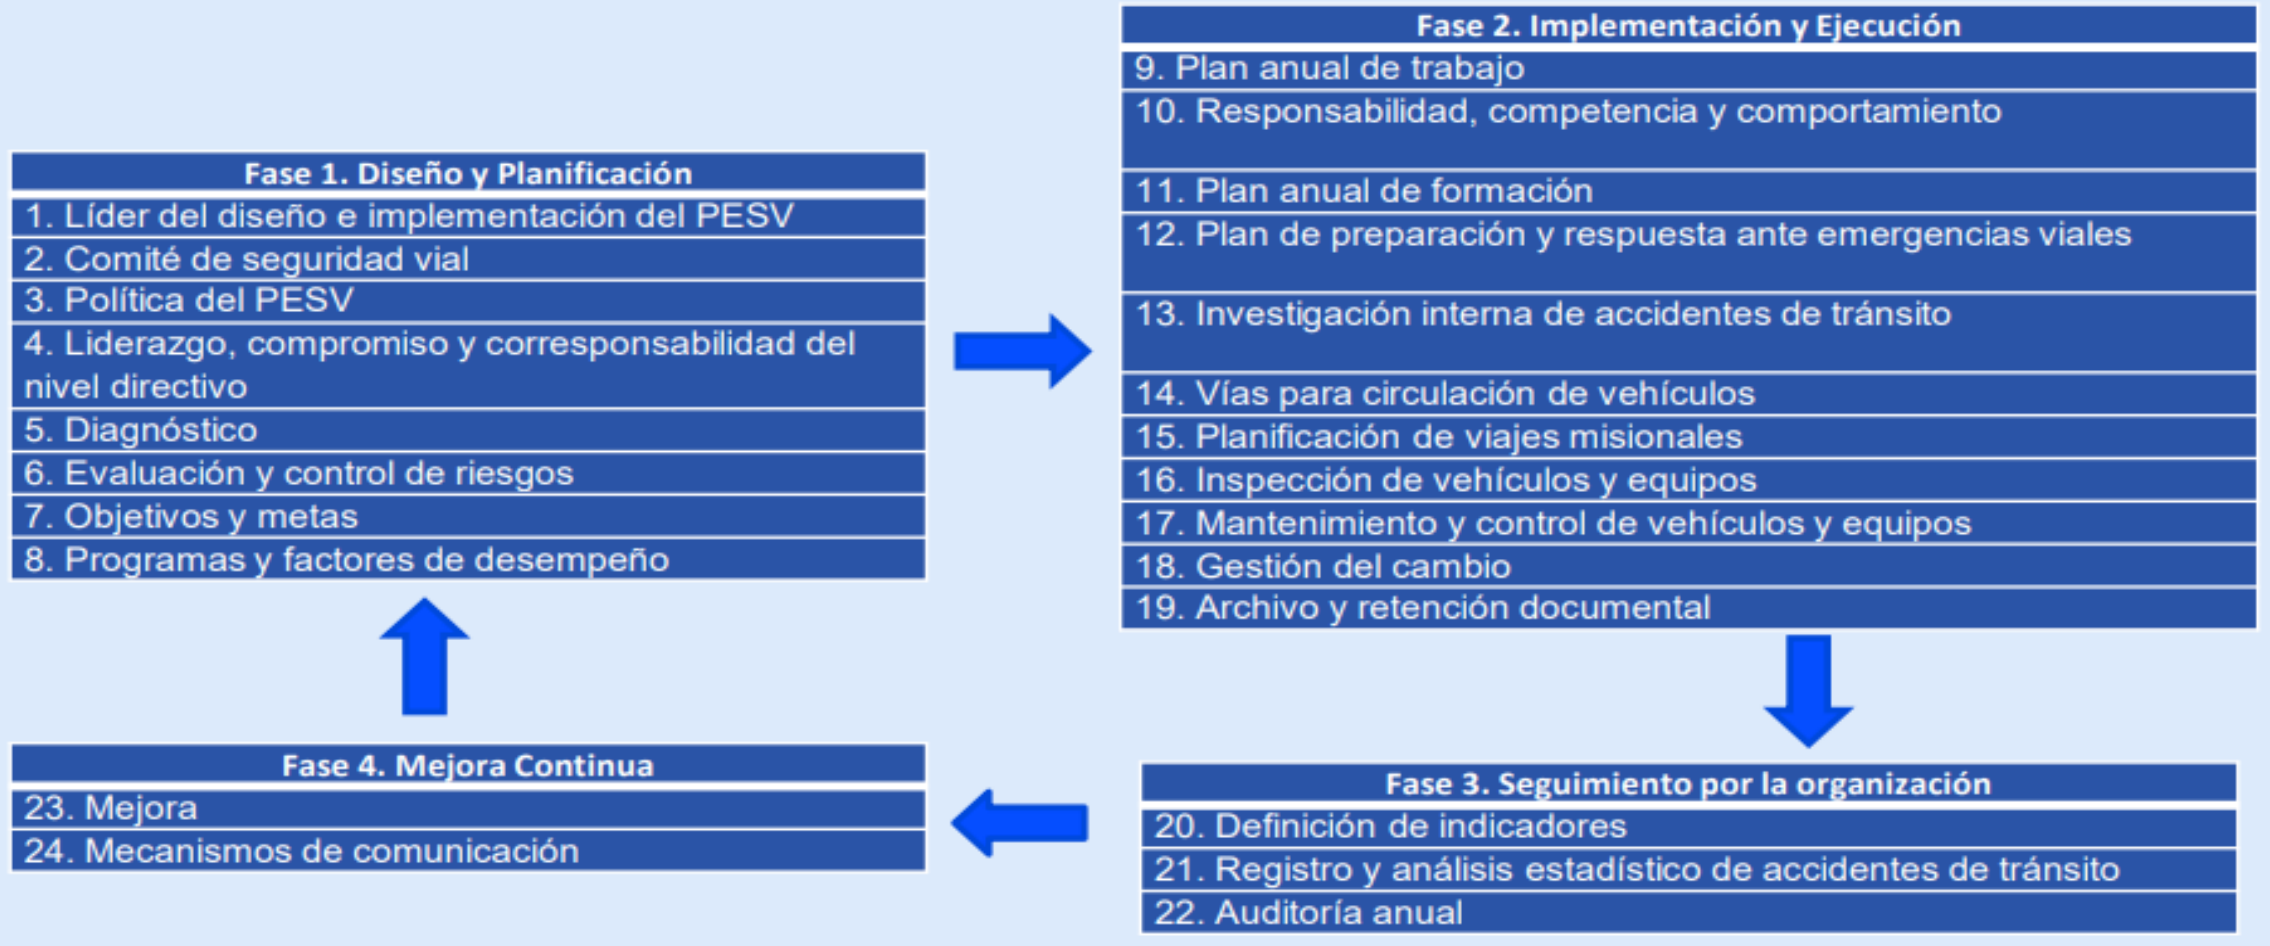 Fase 1. Diseño y Planificación
1. Líder del diseño e implementación del PESV
2. Comité de seguridad vial
3. Política del PESV
4. Liderazgo, compromiso y corresponsabilidad del
nivel directivo
5. Diagnóstico
6. Evaluación y control de riesgos
7. Objetivos y metas
8. Programas y factores de desempeño
Fase 2. Implementación y Ejecución
9. Plan anual de trabajo
10. Responsabilidad, competencia y comportamiento
11. Plan anual de formación
12. Plan de preparación y respuesta ante emergencias viales
13. Investigación interna de accidentes de tránsito
14. Vías para circulación de vehículos
15. Planificación de viajes misionales
16. Inspección de vehículos y equipos
17. Mantenimiento y control de vehículos y equipos
18. Gestión del cambio
19. Archivo y retención documental
Fase 3. Seguimiento por la organización
20. Definición de indicadores
21. Registro y análisis estadístico de accidentes de tránsito
22. Auditoría anual
Fase 4. Mejora Continua
23. Mejora
24. Mecanismos de comunicación